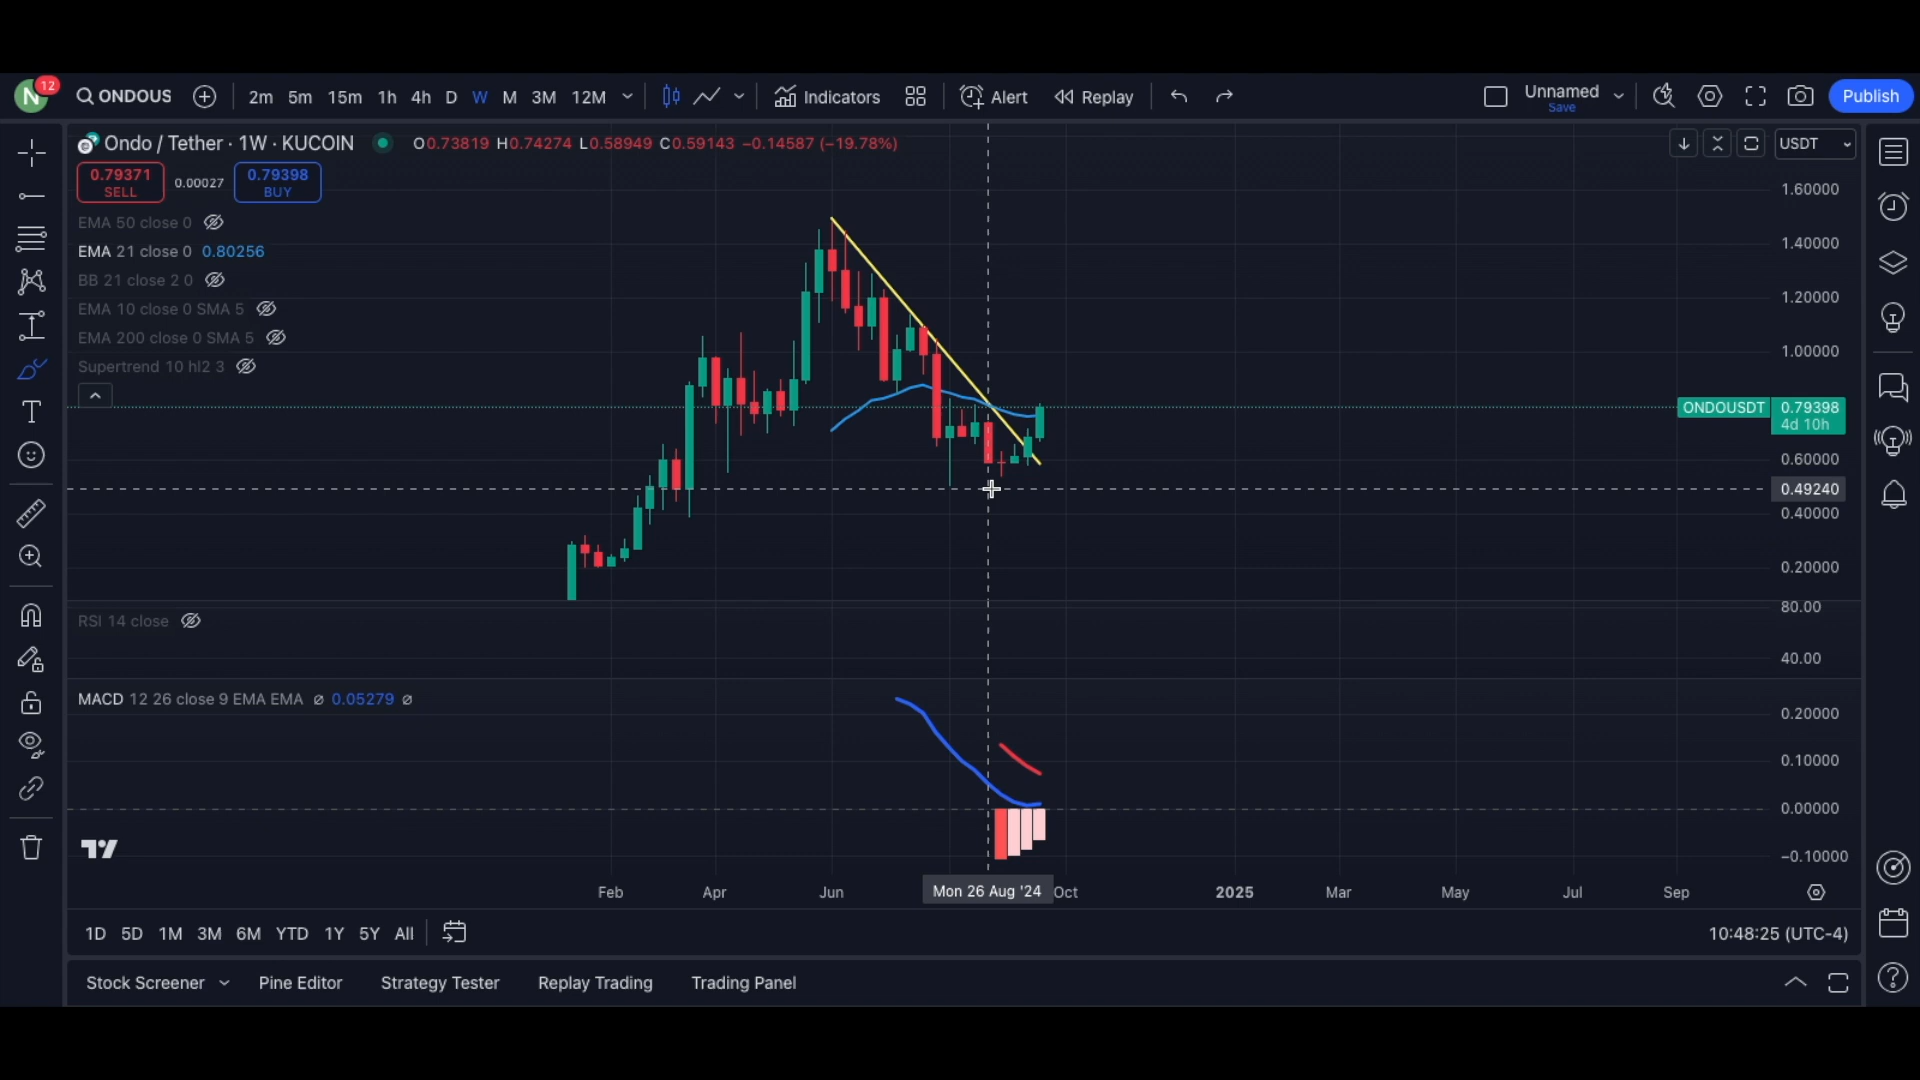 N 12 ONDOUS 2m 5m 15m 1h 4h D W M 3M 12M Indicators Alert Replay Unnamed Save Publish
Ondo / Tether · 1W · KUCOIN O0.73819 H0.74274 L0.58949 C0.59143 −0.14587 (−19.78%) USDT
0.79371 SELL 0.00027 0.79398 BUY
EMA 50 close 0
EMA 21 close 0 0.80256
BB 21 close 2 0
EMA 10 close 0 SMA 5
EMA 200 close 0 SMA 5
Supertrend 10 hl2 3
1.60000
1.40000
1.20000
1.00000
ONDOUSDT 0.79398
4d 10h
0.60000
0.49240
0.40000
0.20000
RSI 14 close
80.00
40.00
MACD 12 26 close 9 EMA EMA ∅ 0.05279 ∅
0.20000
0.10000
0.00000
−0.10000
Feb Apr Jun Mon 26 Aug '24 Oct 2025 Mar May Jul Sep
1D 5D 1M 3M 6M YTD 1Y 5Y All 10:48:25 (UTC-4)
Stock Screener Pine Editor Strategy Tester Replay Trading Trading Panel